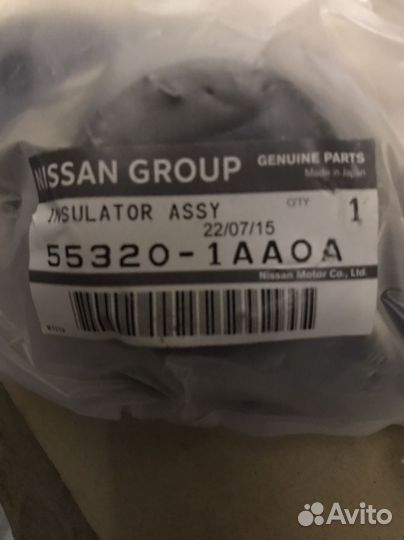 NISSAN GROUP
GENUINE PARTS
Made in Japan
INSULATOR ASSY
QTY 1
22/07/15
55320-1AA0A
Nissan Motor Co., Ltd.
Avito